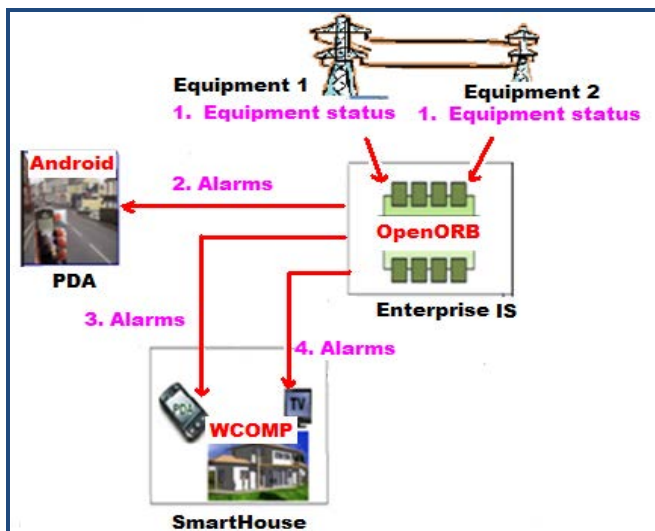 Equipment 1
1. Equipment status
Equipment 2
1. Equipment status
Android
2. Alarms
OpenORB
PDA
Enterprise IS
3. Alarms
4. Alarms
PDA
TV
WCOMP
SmartHouse